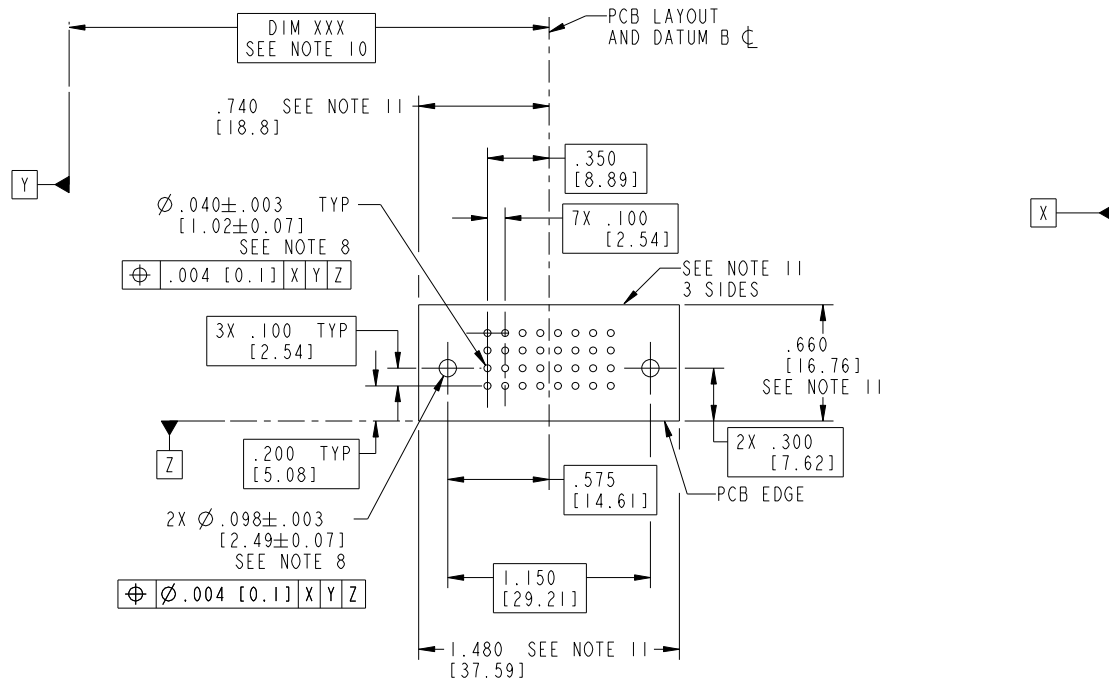 DIM XXX
SEE NOTE 10
PCB LAYOUT
AND DATUM B ℄
.740 SEE NOTE 11
[18.8]
.350
[8.89]
Y
X
Ø.040±.003 TYP
[1.02±0.07]
SEE NOTE 8
⌖ .004 [0.1] X Y Z
7X .100
[2.54]
SEE NOTE 11
3 SIDES
3X .100 TYP
[2.54]
.660
[16.76]
SEE NOTE 11
Z
.200 TYP
[5.08]
2X .300
[7.62]
.575
[14.61]
PCB EDGE
2X Ø.098±.003
[2.49±0.07]
SEE NOTE 8
⌖ Ø.004 [0.1] X Y Z
1.150
[29.21]
1.480 SEE NOTE 11
[37.59]